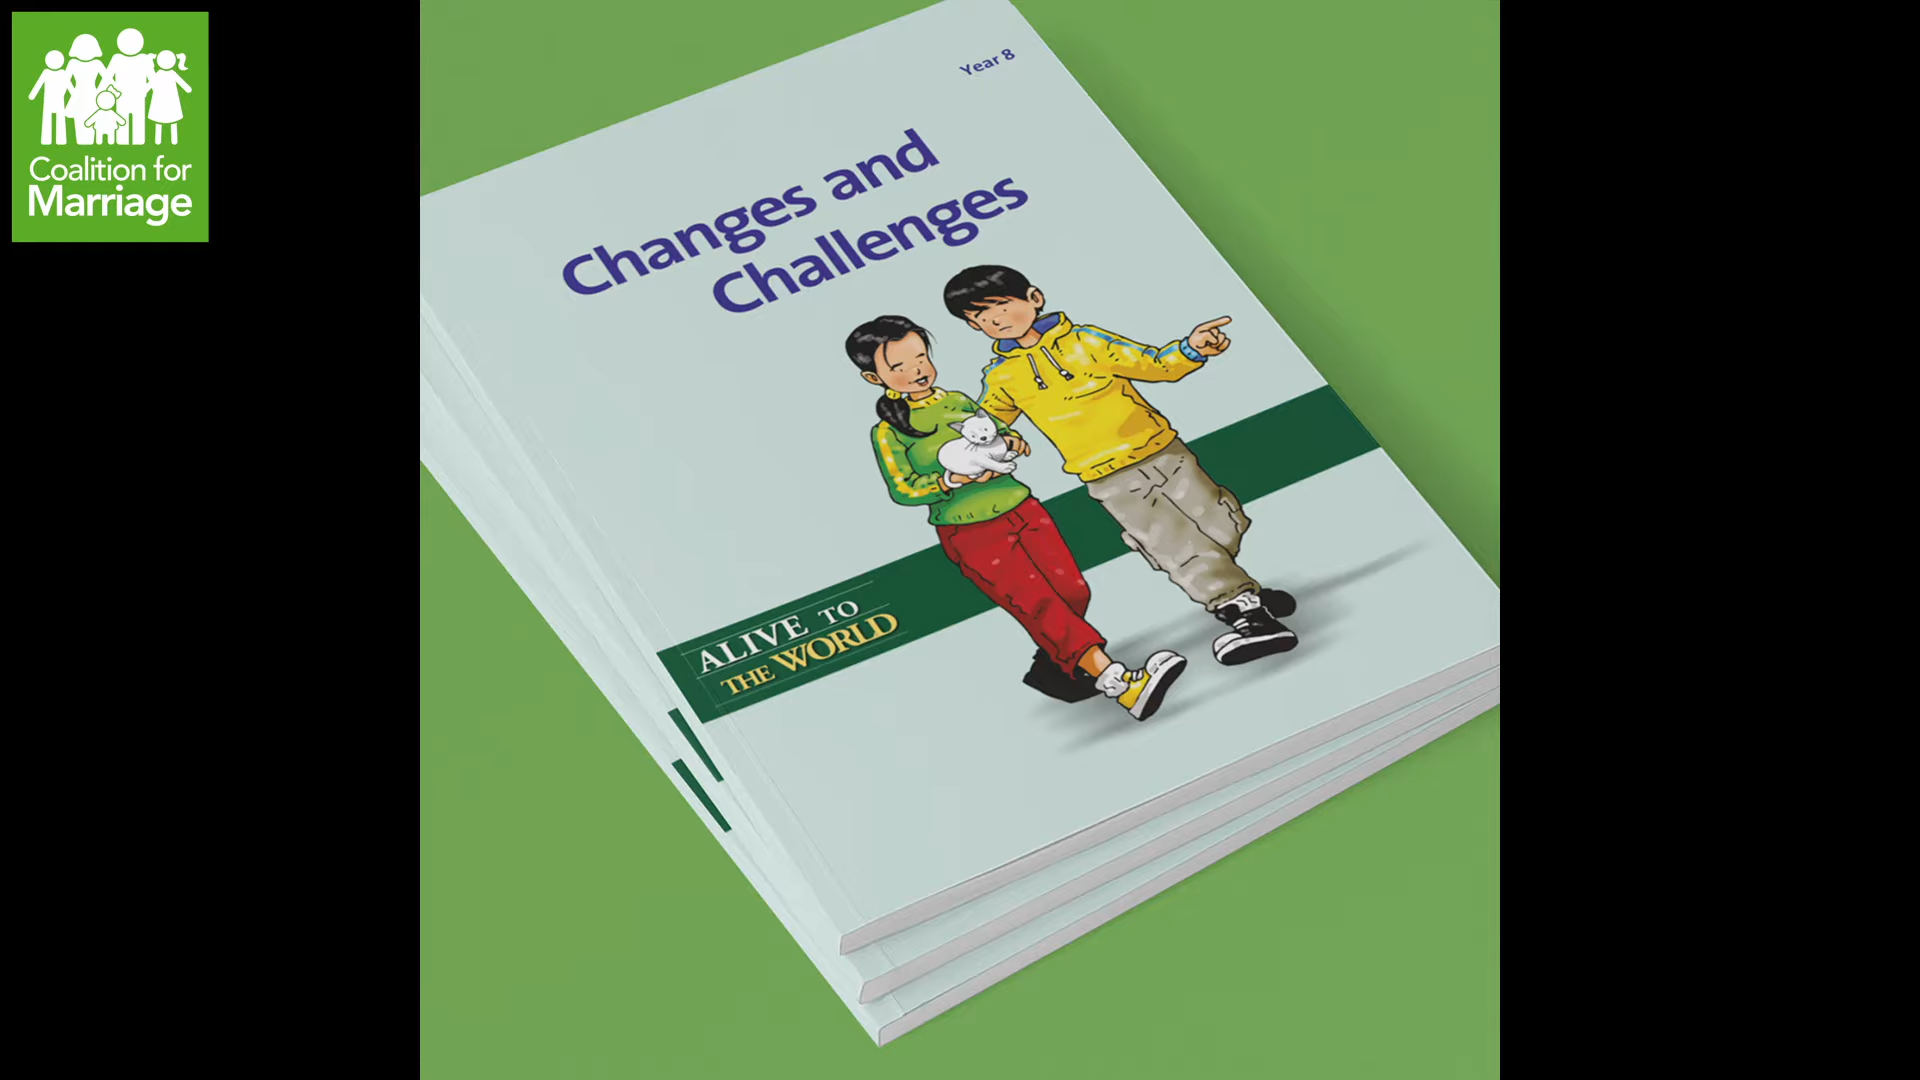 Coalition for
Marriage
Year 8
Changes and
Challenges
ALIVE TO
THE WORLD